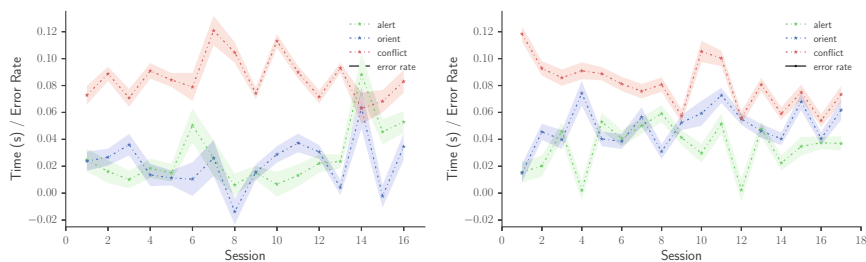 0.12
0.10
0.08
0.06
0.04
0.02
0.00
−0.02
Time (s) / Error Rate
0 2 4 6 8 10 12 14 16
Session
alert
orient
conflict
error rate
0.12
0.10
0.08
0.06
0.04
0.02
0.00
−0.02
Time (s) / Error Rate
0 2 4 6 8 10 12 14 16 18
Session
alert
orient
conflict
error rate